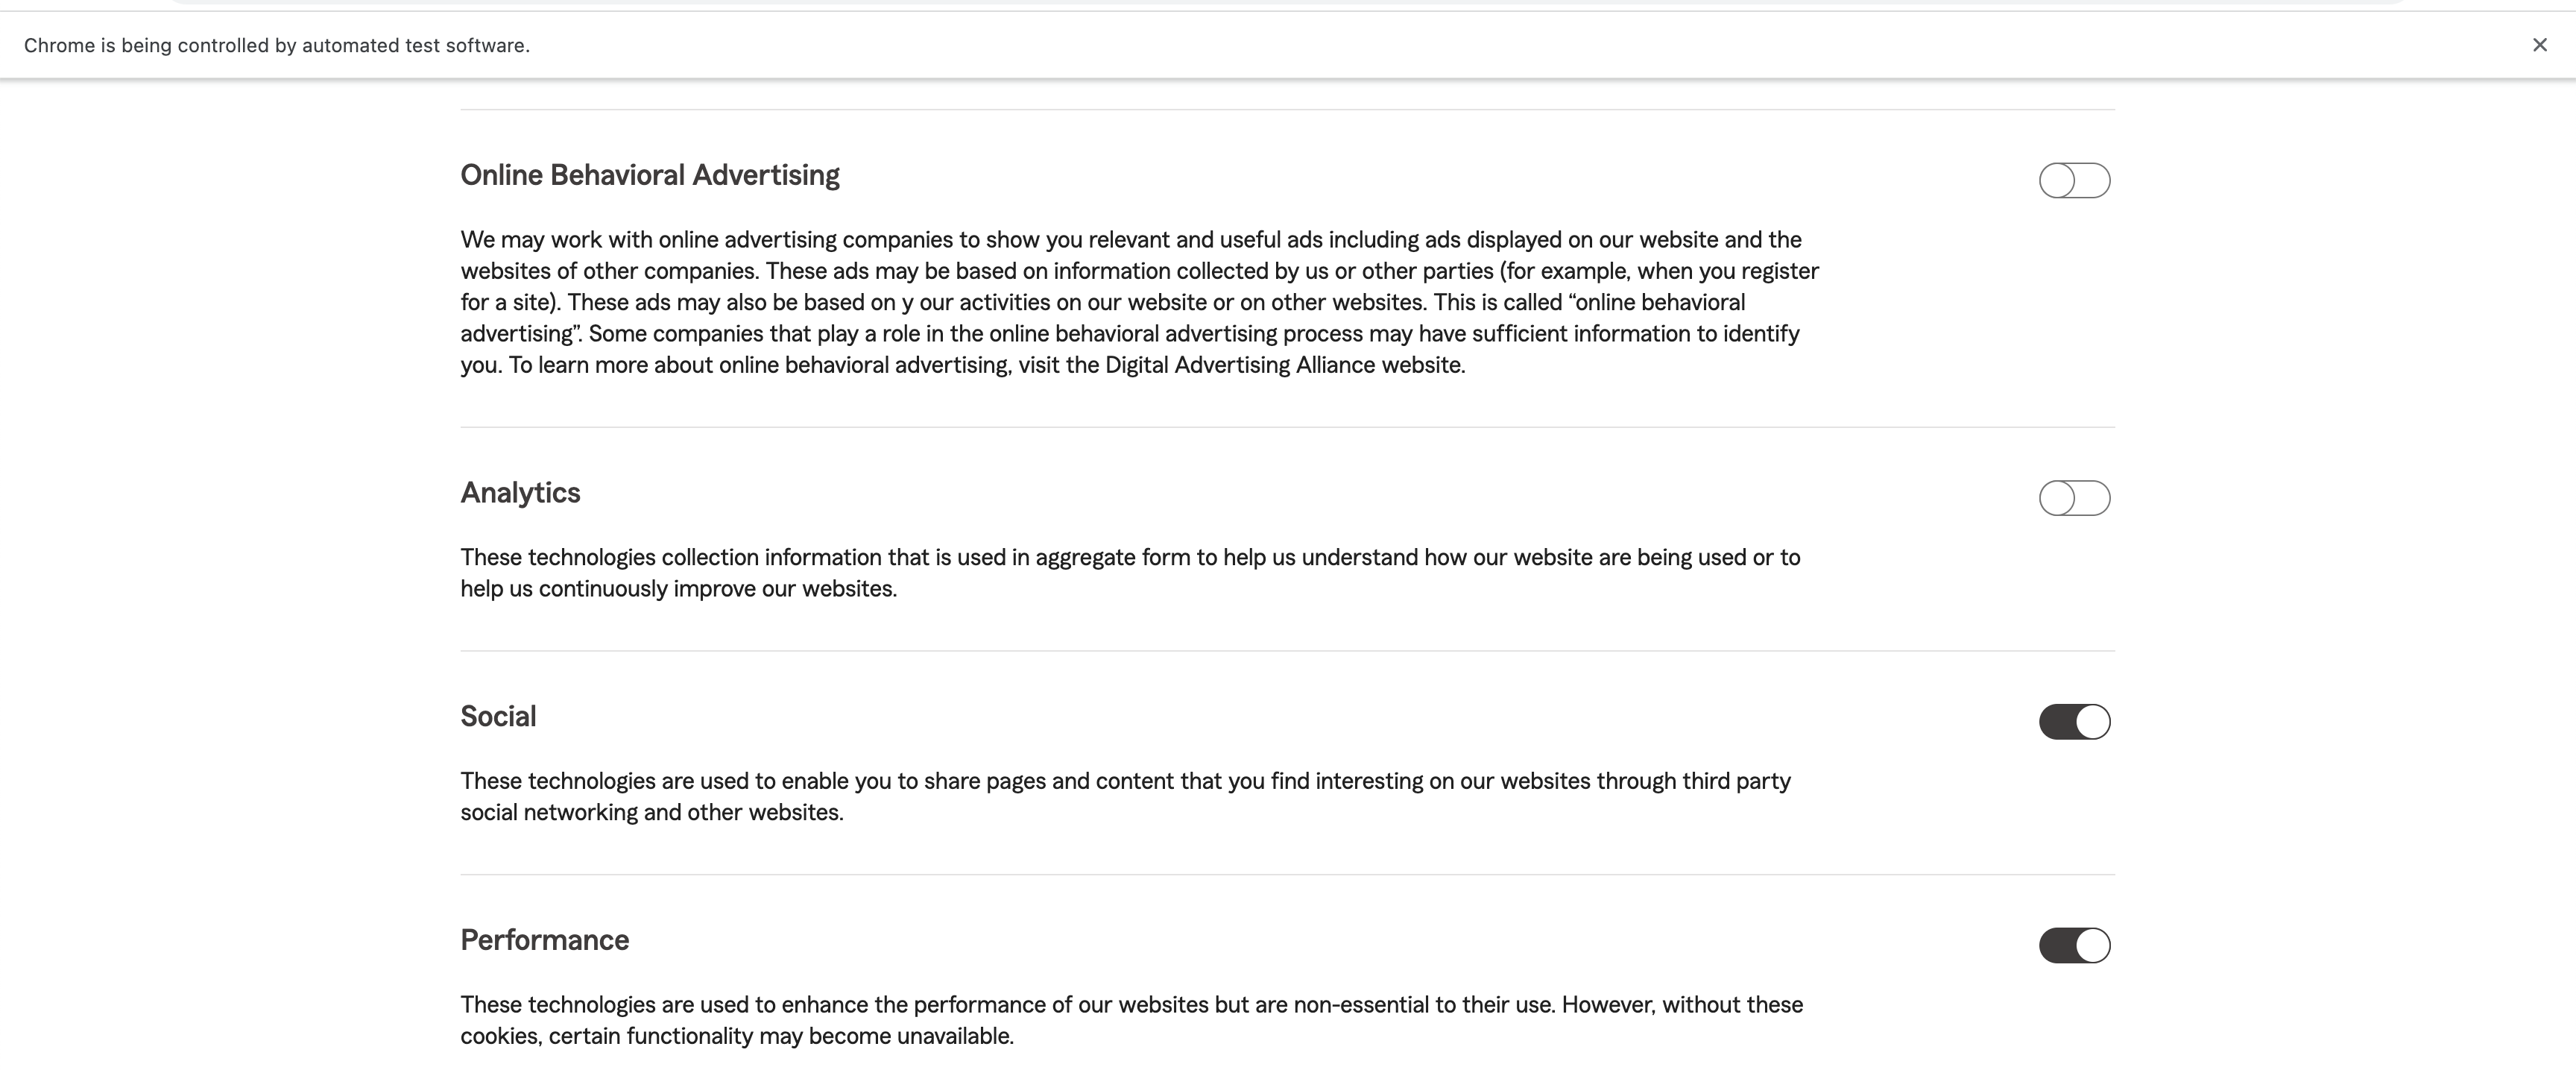 Chrome is being controlled by automated test software.
Online Behavioral Advertising
We may work with online advertising companies to show you relevant and useful ads including ads displayed on our website and the
websites of other companies. These ads may be based on information collected by us or other parties (for example, when you register
for a site). These ads may also be based on y our activities on our website or on other websites. This is called “online behavioral
advertising”. Some companies that play a role in the online behavioral advertising process may have sufficient information to identify
you. To learn more about online behavioral advertising, visit the Digital Advertising Alliance website.
Analytics
These technologies collection information that is used in aggregate form to help us understand how our website are being used or to
help us continuously improve our websites.
Social
These technologies are used to enable you to share pages and content that you find interesting on our websites through third party
social networking and other websites.
Performance
These technologies are used to enhance the performance of our websites but are non-essential to their use. However, without these
cookies, certain functionality may become unavailable.